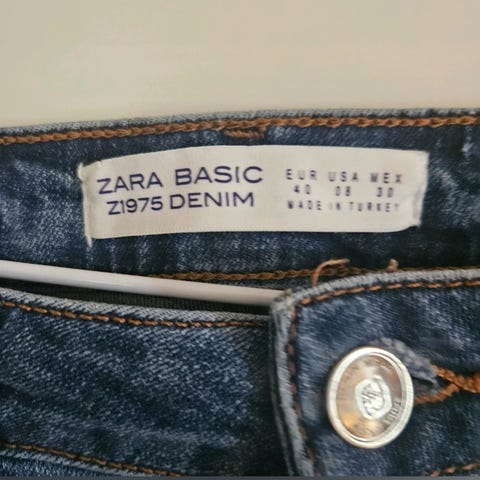 ZARA BASIC
Z1975 DENIM
EUR USA MEX
40 08 30
MADE IN TURKEY